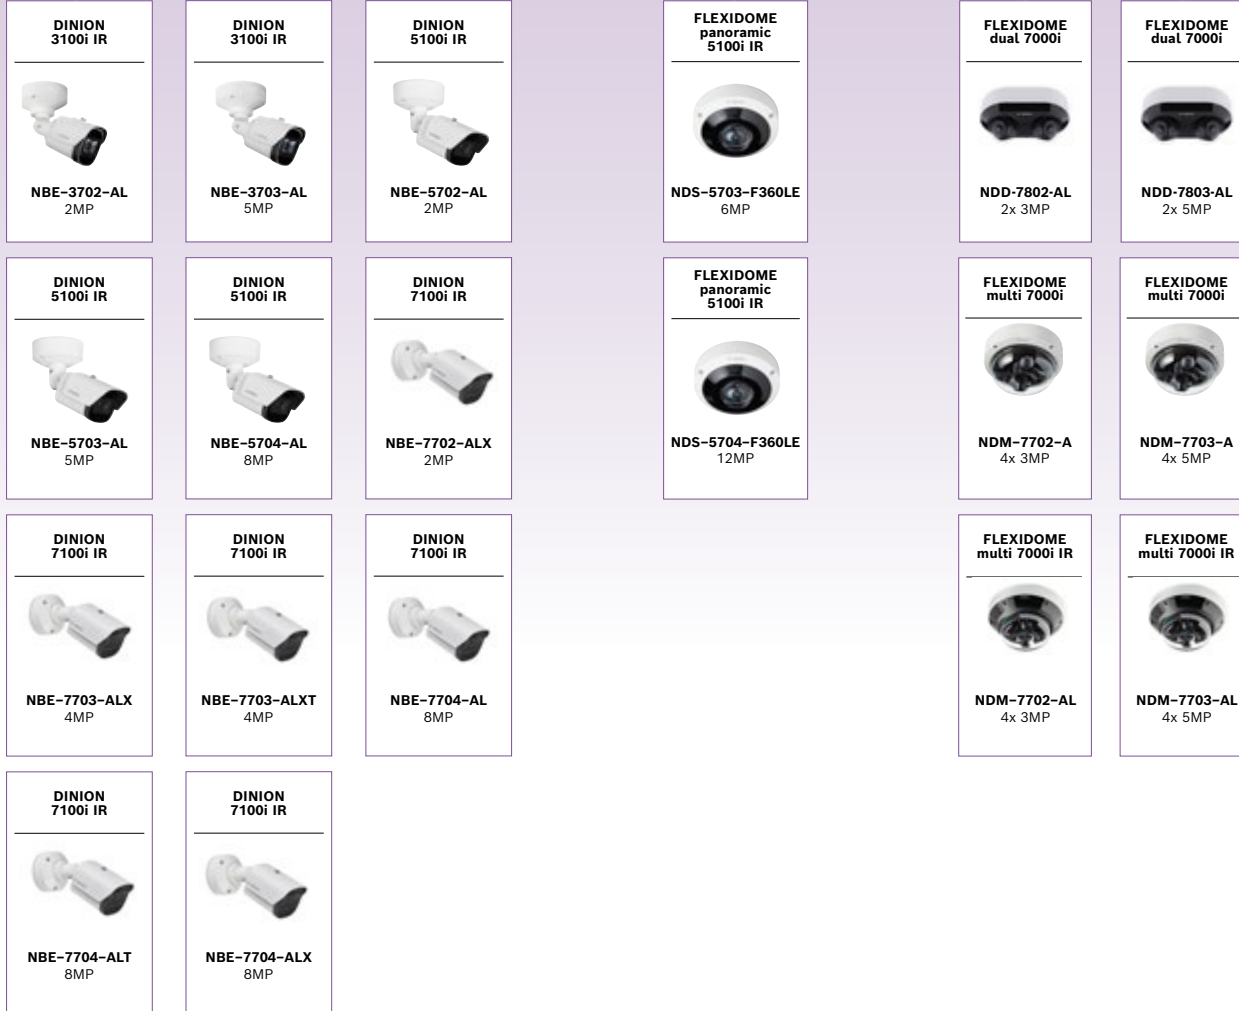 DINION
3100i IR
NBE–3702–AL
2MP
DINION
3100i IR
NBE–3703–AL
5MP
DINION
5100i IR
NBE–5702–AL
2MP
FLEXIDOME
panoramic
5100i IR
NDS–5703–F360LE
6MP
FLEXIDOME
dual 7000i
NDD-7802-AL
2x 3MP
FLEXIDOME
dual 7000i
NDD-7803-AL
2x 5MP
DINION
5100i IR
NBE–5703–AL
5MP
DINION
5100i IR
NBE–5704–AL
8MP
DINION
7100i IR
NBE–7702–ALX
2MP
FLEXIDOME
panoramic
5100i IR
NDS–5704–F360LE
12MP
FLEXIDOME
multi 7000i
NDM–7702–A
4x 3MP
FLEXIDOME
multi 7000i
NDM–7703–A
4x 5MP
DINION
7100i IR
NBE–7703–ALX
4MP
DINION
7100i IR
NBE–7703–ALXT
4MP
DINION
7100i IR
NBE–7704–AL
8MP
FLEXIDOME
multi 7000i IR
NDM–7702–AL
4x 3MP
FLEXIDOME
multi 7000i IR
NDM–7703–AL
4x 5MP
DINION
7100i IR
NBE–7704–ALT
8MP
DINION
7100i IR
NBE–7704–ALX
8MP